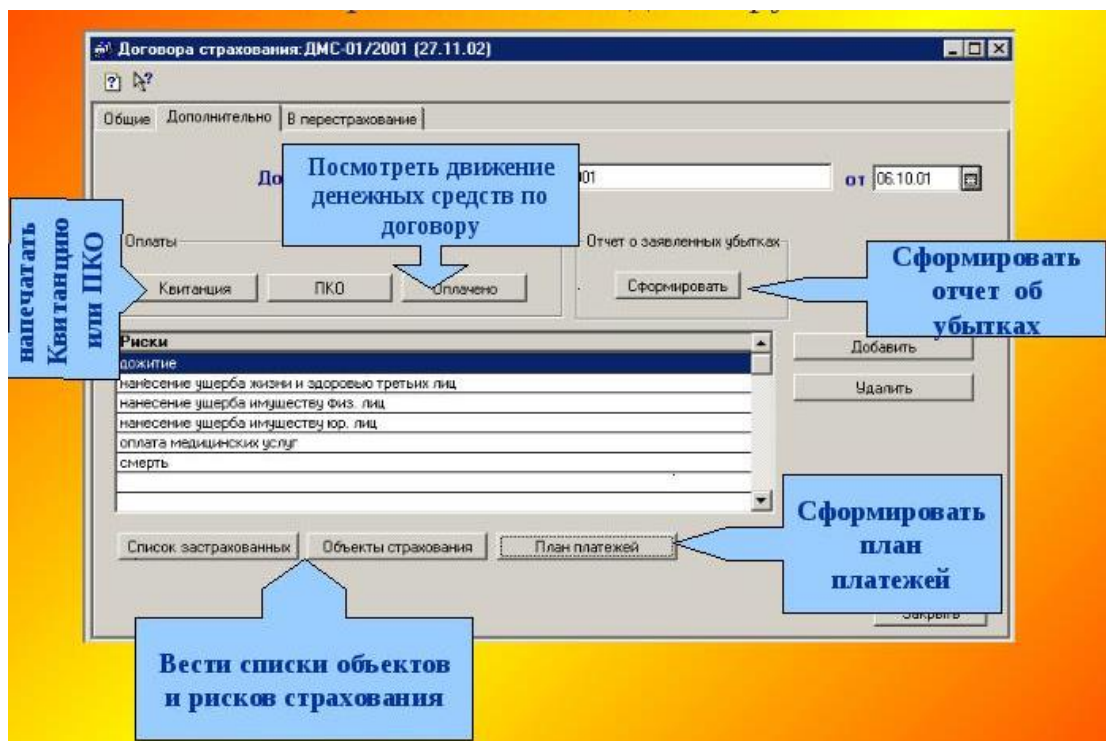 Договора страхования: ДМС-01/2001 (27.11.02)
Общие Дополнительно В перестрахование
от 06.10.01
Посмотреть движение
денежных средств по
договору
напечатать
Квитанцию
или ПКО
Оплаты
Квитанция ПКО Оплачено
Отчет о заявленных убытках
Сформировать
Сформировать
отчет об
убытках
Риски
дожитие
нанесение ущерба жизни и здоровью третьих лиц
нанесение ущерба имуществу физ. лиц
нанесение ущерба имуществу юр. лиц
оплата медицинских услуг
смерть
Добавить
Удалить
Список застрахованных Объекты страхования План платежей
Сформировать
план
платежей
Закрыть
Вести списки объектов
и рисков страхования